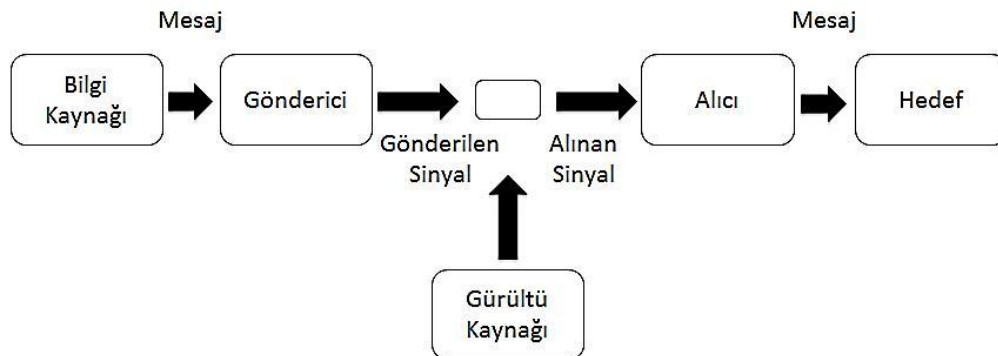 Mesaj
Mesaj
Bilgi
Kaynağı
Gönderici
Alıcı
Hedef
Gönderilen
Sinyal
Alınan
Sinyal
Gürültü
Kaynağı